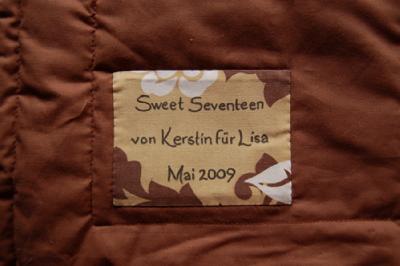 Sweet Seventeen
von Kerstin für Lisa
Mai 2009